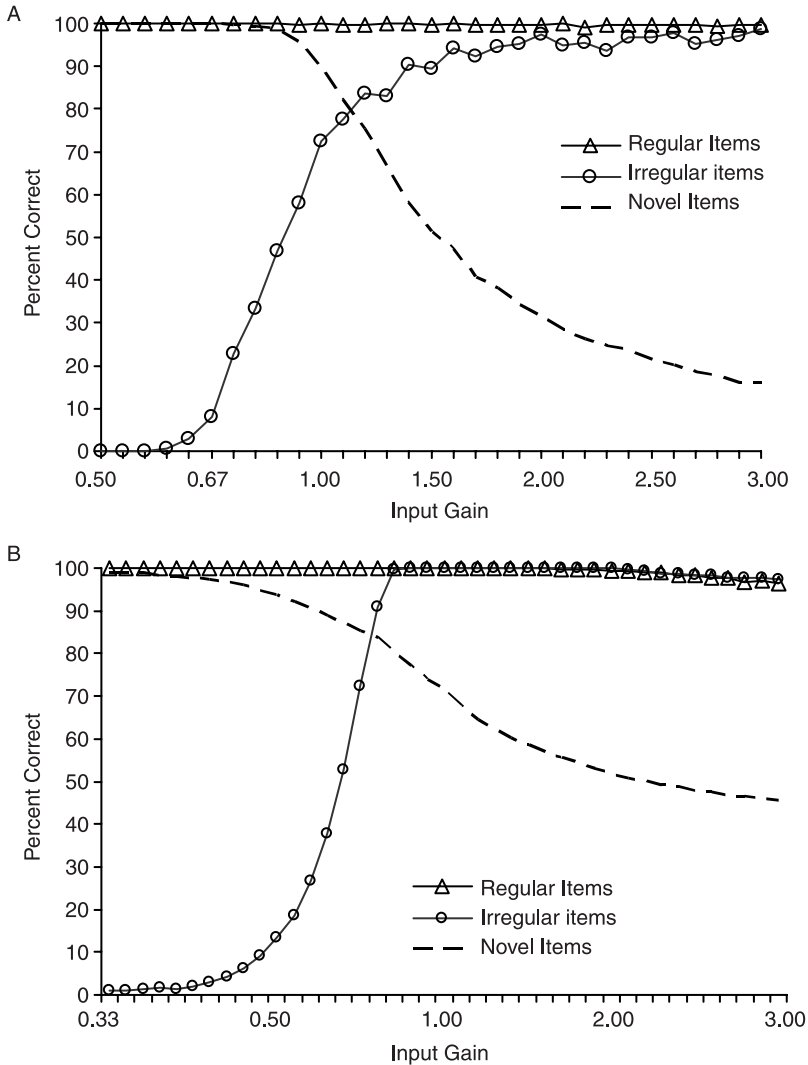 A
100
90
80
70
60
50
40
30
20
10
0
Percent Correct
Regular Items
Irregular items
Novel Items
0.50 0.67 1.00 1.50 2.00 2.50 3.00
Input Gain
B
100
90
80
70
60
50
40
30
20
10
0
Percent Correct
Regular Items
Irregular items
Novel Items
0.33 0.50 1.00 2.00 3.00
Input Gain